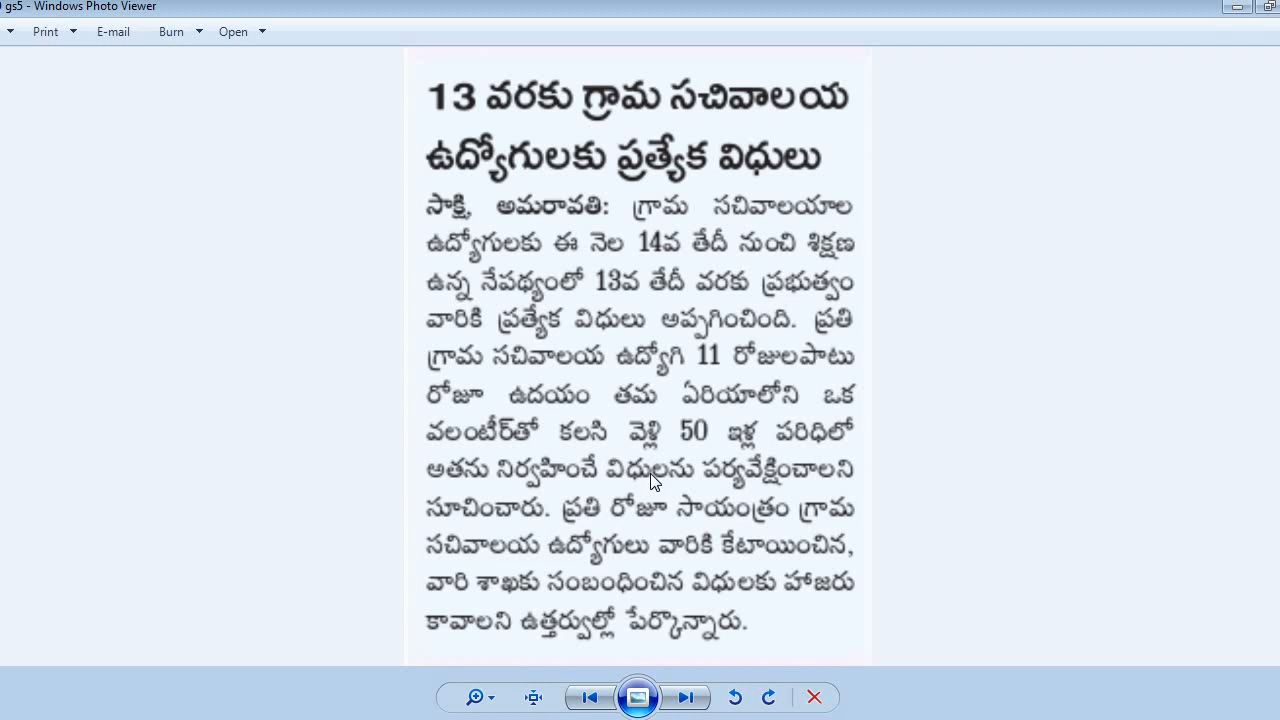 gs5 - Windows Photo Viewer
Print E-mail Burn Open
13 వరకు గ్రామ సచివాలయ
ఉద్యోగులకు ప్రత్యేక విధులు
సాక్షి, అమరావతి: గ్రామ సచివాలయాల
ఉద్యోగులకు ఈ నెల 14వ తేదీ నుంచి శిక్షణ
ఉన్న నేపథ్యంలో 13వ తేదీ వరకు ప్రభుత్వం
వారికి ప్రత్యేక విధులు అప్పగించింది. ప్రతి
గ్రామ సచివాలయ ఉద్యోగి 11 రోజులపాటు
రోజూ ఉదయం తమ ఏరియాలోని ఒక
వలంటీర్‌తో కలసి వెళ్లి 50 ఇళ్ల పరిధిలో
అతను నిర్వహించే విధులను పర్యవేక్షించాలని
సూచించారు. ప్రతి రోజూ సాయంత్రం గ్రామ
సచివాలయ ఉద్యోగులు వారికి కేటాయించిన,
వారి శాఖకు సంబంధించిన విధులకు హాజరు
కావాలని ఉత్తర్వుల్లో పేర్కొన్నారు.